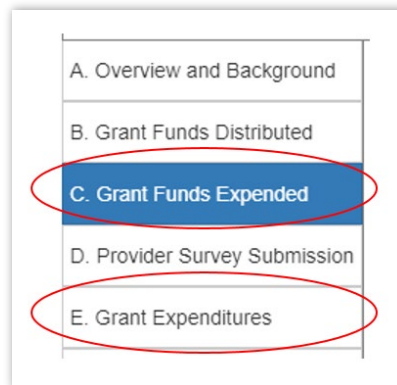 A. Overview and Background
B. Grant Funds Distributed
C. Grant Funds Expended
D. Provider Survey Submission
E. Grant Expenditures